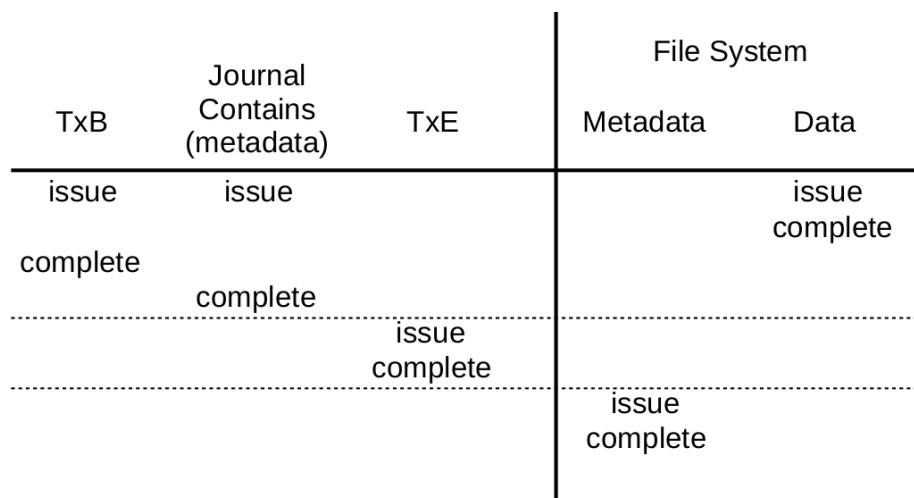 File System
Journal
Contains
(metadata)
TxB
TxE
Metadata
Data
issue issue issue
complete
complete
complete
issue
complete
issue
complete